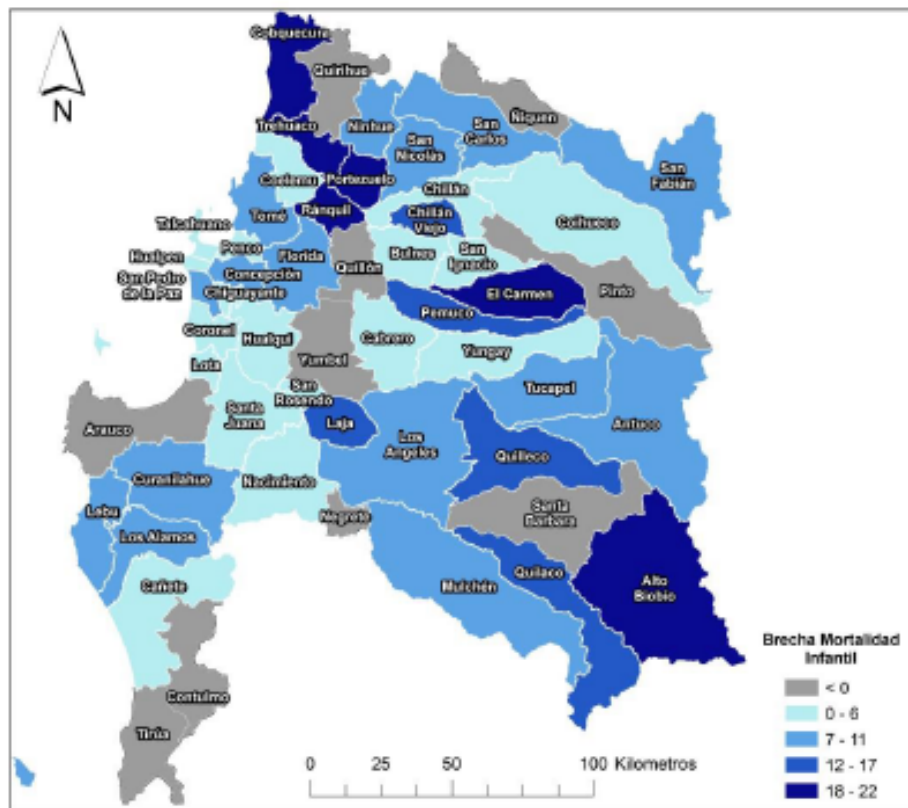 Cobquecura
Quirihue
N
Ñiquen
Trehuaco
Ninhue
San
Nicolás
San
Carlos
San
Fabián
Coelemu
Portezuelo
Ránquil
Chillán
Chillán
Viejo
Coihueco
Talcahuano
Tomé
Hualpen
Penco
Florida
Quillón
Bulnes
San
Ignacio
San Pedro
de la Paz
Concepción
Chiguayante
El Carmen
Pinto
Pemuco
Coronel
Hualqui
Cabrero
Yungay
Lota
Yumbel
San
Rosendo
Tucapel
Santa
Juana
Laja
Antuco
Arauco
Los
Angeles
Quilleco
Curanilahue
Nacimiento
Lebu
Negrete
Santa
Barbara
Los Alamos
Cañete
Mulchén
Quilaco
Alto
Biobio
Contulmo
Tirúa
Brecha Mortalidad
Infantil
< 0
0 - 6
7 - 11
12 - 17
18 - 22
0 25 50 100 Kilometros